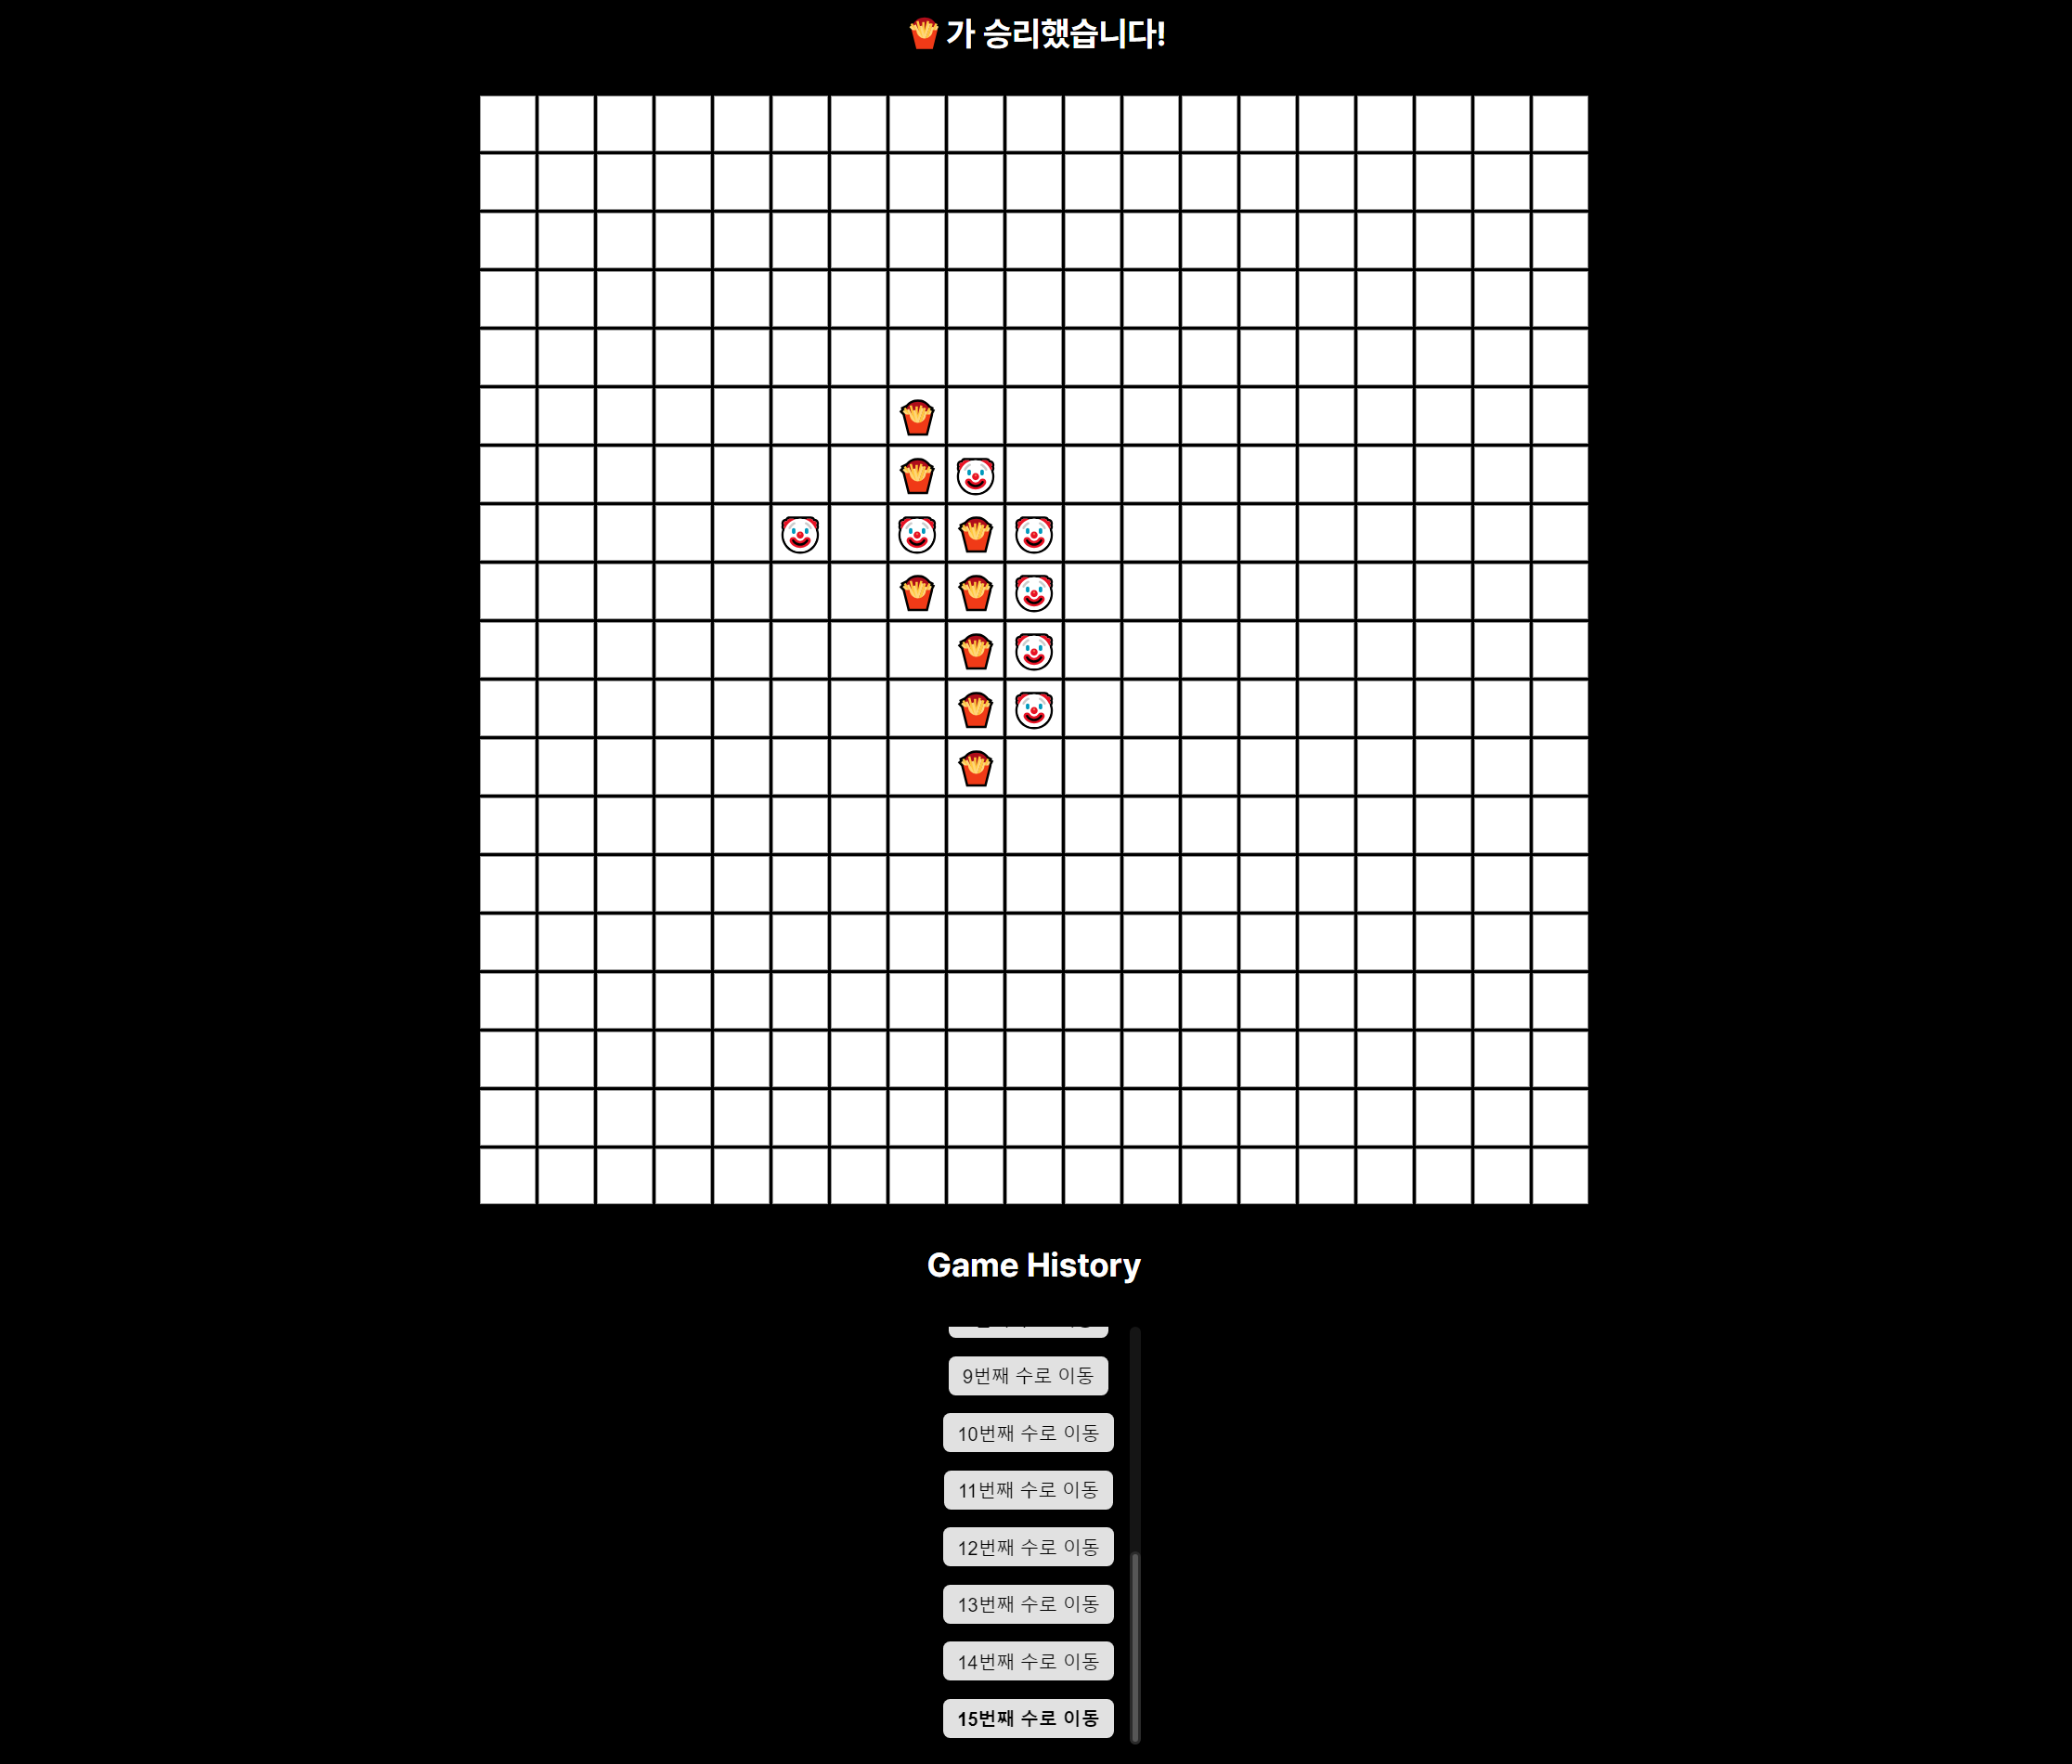 🍟가 승리했습니다!
Game History
9번째 수로 이동
10번째 수로 이동
11번째 수로 이동
12번째 수로 이동
13번째 수로 이동
14번째 수로 이동
15번째 수로 이동